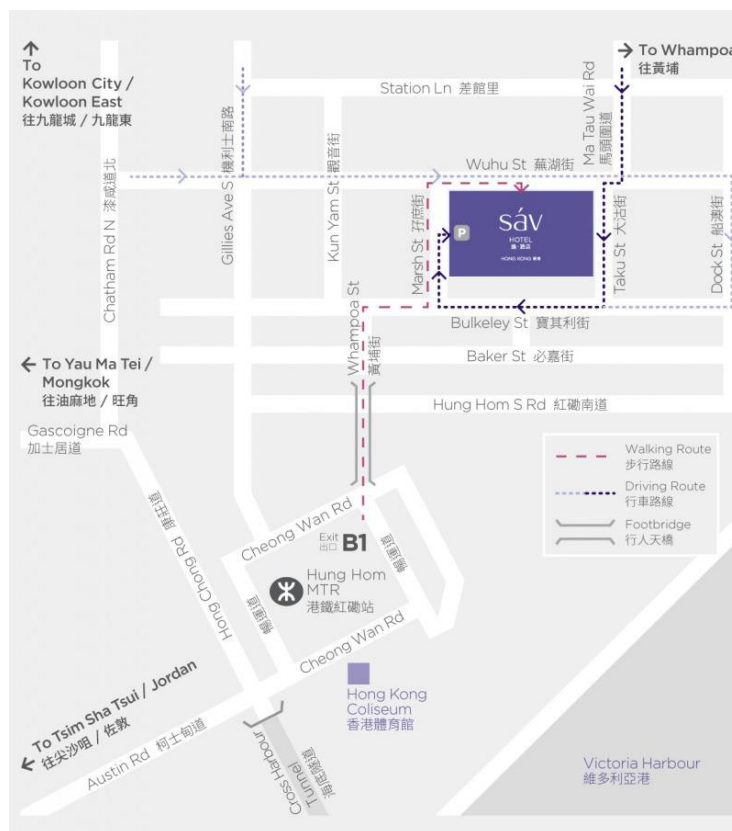 To
Kowloon City /
Kowloon East
往九龍城 / 九龍東
To Whampoa
往黃埔
Station Ln 差館里
Ma Tau Wai Rd
馬頭圍道
Chatham Rd N 漆咸道北
Gillies Ave S 機利士南路
Kun Yam St 觀音街
Wuhu St 蕪湖街
Marsh St 孖庶街
P
sáv
HOTEL
HONG KONG
Taku St 大沽街
Dock St 船澳街
Bulkeley St 寶其利街
Whampoa St
黃埔街
Baker St 必嘉街
To Yau Ma Tei /
Mongkok
往油麻地 / 旺角
Hung Hom S Rd 紅磡南道
Gascoigne Rd
加士居道
Walking Route
步行路線
Driving Route
行車路線
Footbridge
行人天橋
Hong Chong Rd 康莊道
Cheong Wan Rd
Exit
出口
B1
暢運道
Hung Hom
MTR
港鐵紅磡站
暢運道
Cheong Wan Rd
To Tsim Sha Tsui / Jordan
往尖沙咀 / 佐敦
Austin Rd 柯士甸道
Hong Kong
Coliseum
香港體育館
Cross Harbour
Tunnel
海底隧道
Victoria Harbour
維多利亞港